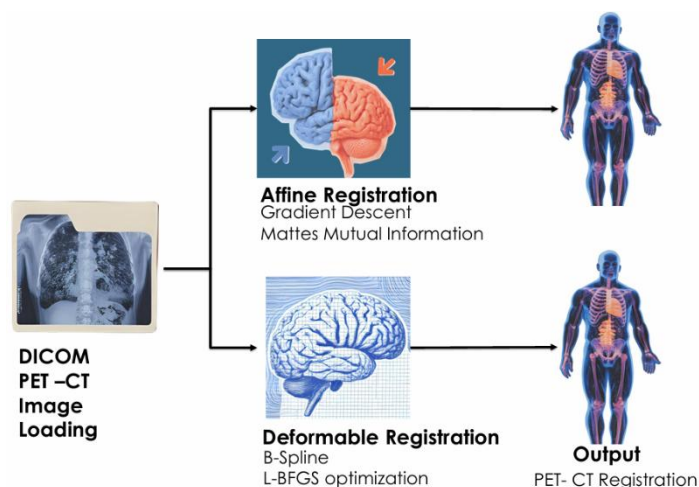 Affine Registration
Gradient Descent
Mattes Mutual Information
DICOM
PET –CT
Image
Loading
Deformable Registration
B-Spline
L-BFGS optimization
Output
PET- CT Registration